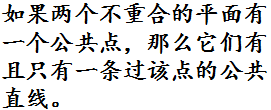 如果两个不重合的平面有
一个公共点，那么它们有
且只有一条过该点的公共
直线。